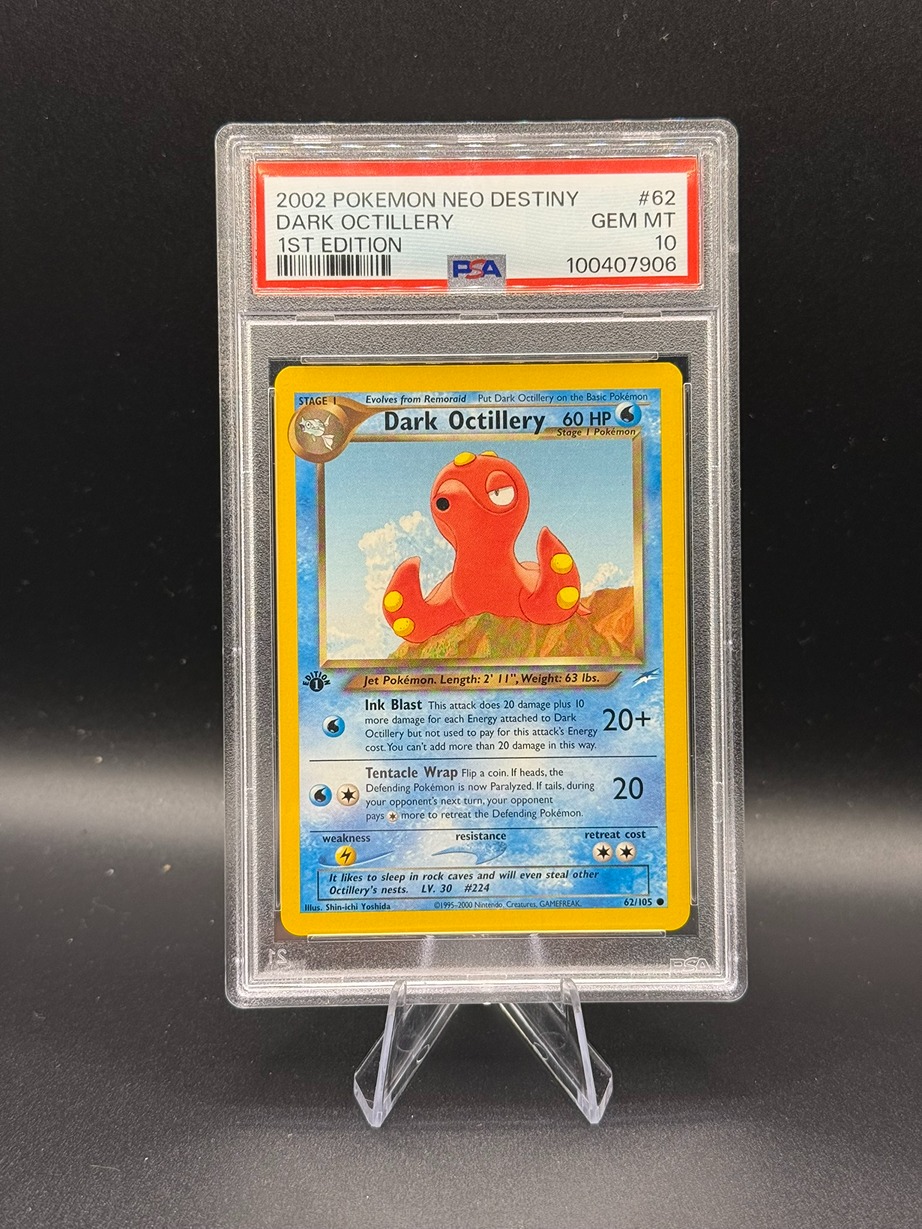 2002 POKEMON NEO DESTINY #62
DARK OCTILLERY GEM MT
1ST EDITION 10
PSA 100407906
STAGE 1 Evolves from Remoraid Put Dark Octillery on the Basic Pokémon
Dark Octillery 60 HP
Stage 1 Pokémon
EDITION
1
Jet Pokémon. Length: 2' 11", Weight: 63 lbs.
Ink Blast This attack does 20 damage plus 10
more damage for each Energy attached to Dark
Octillery but not used to pay for this attack's Energy
cost. You can't add more than 20 damage in this way.
20+
Tentacle Wrap Flip a coin. If heads, the
Defending Pokémon is now Paralyzed. If tails, during
your opponent's next turn, your opponent
pays more to retreat the Defending Pokémon.
20
weakness resistance retreat cost
It likes to sleep in rock caves and will even steal other
Octillery's nests. LV. 30 #224
Illus. Shin-ichi Yoshida ©1995-2000 Nintendo, Creatures, GAMEFREAK. 62/105
PSA